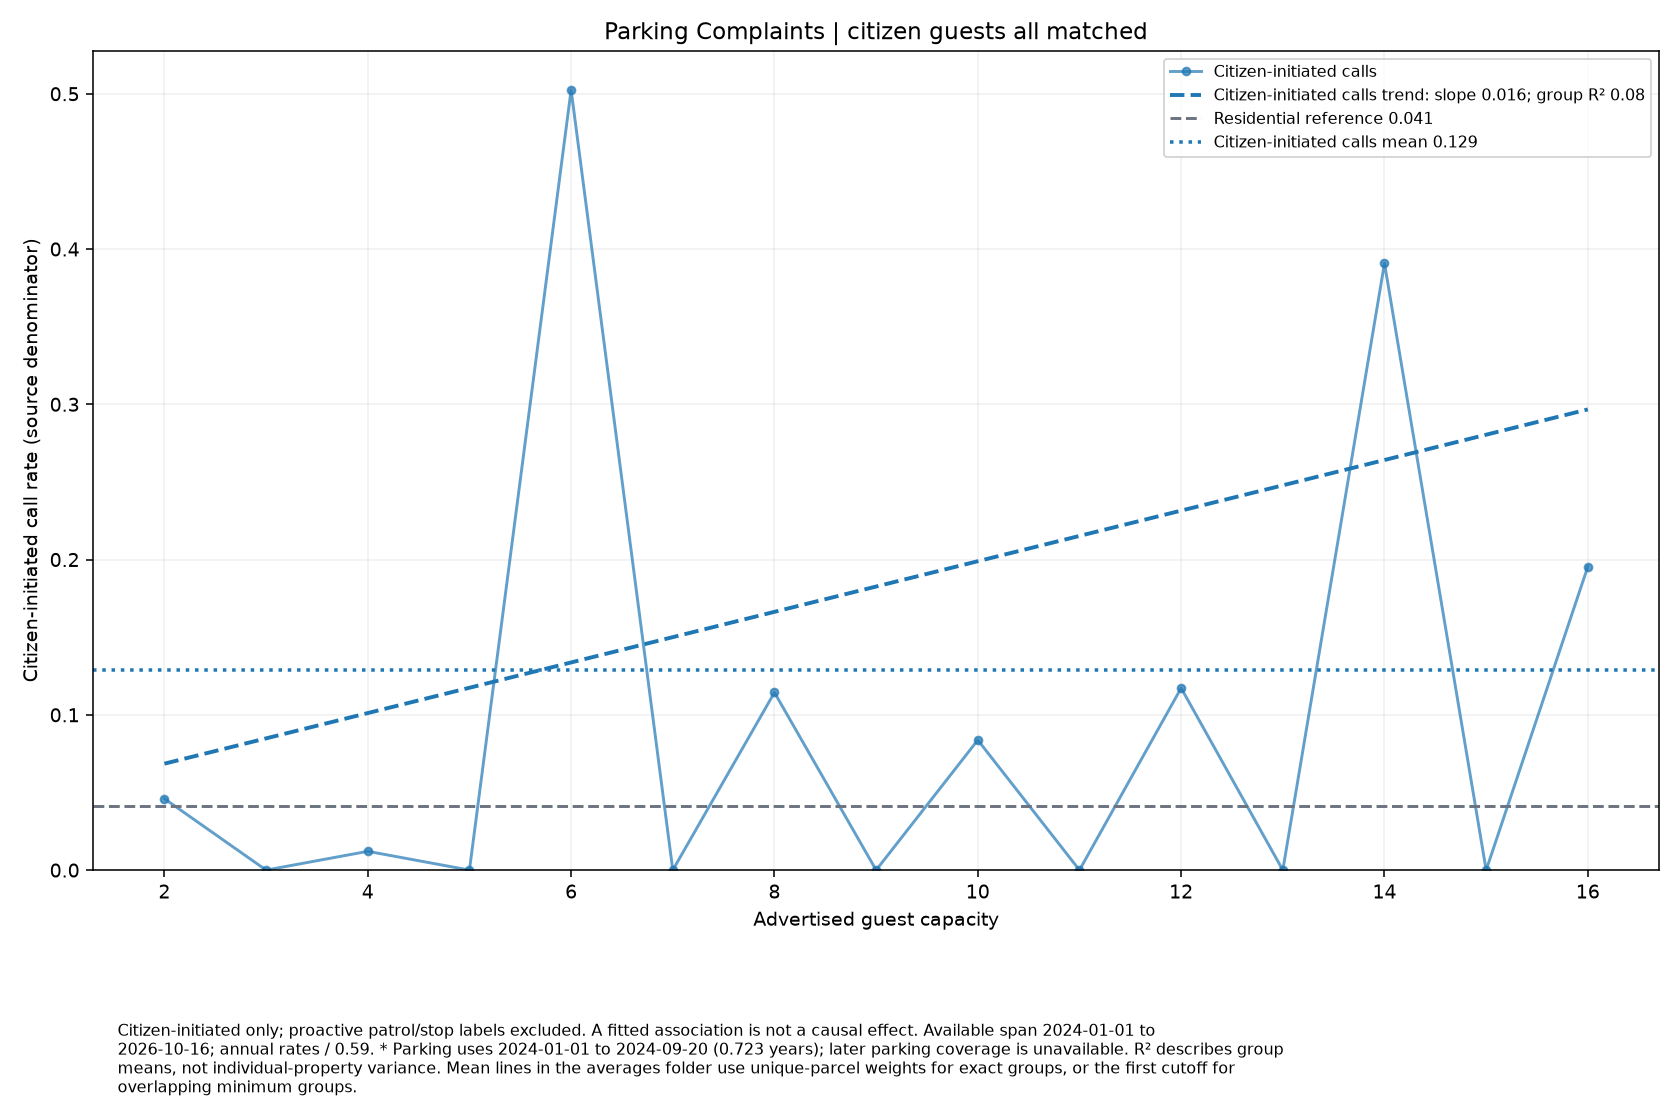 Parking Complaints | citizen guests all matched
Citizen-initiated calls
Citizen-initiated calls trend: slope 0.016; group R² 0.08
Residential reference 0.041
Citizen-initiated calls mean 0.129
Citizen-initiated call rate (source denominator)
0.5
0.4
0.3
0.2
0.1
0.0
2 4 6 8 10 12 14 16
Advertised guest capacity
Citizen-initiated only; proactive patrol/stop labels excluded. A fitted association is not a causal effect. Available span 2024-01-01 to
2026-10-16; annual rates / 0.59. * Parking uses 2024-01-01 to 2024-09-20 (0.723 years); later parking coverage is unavailable. R² describes group
means, not individual-property variance. Mean lines in the averages folder use unique-parcel weights for exact groups, or the first cutoff for
overlapping minimum groups.